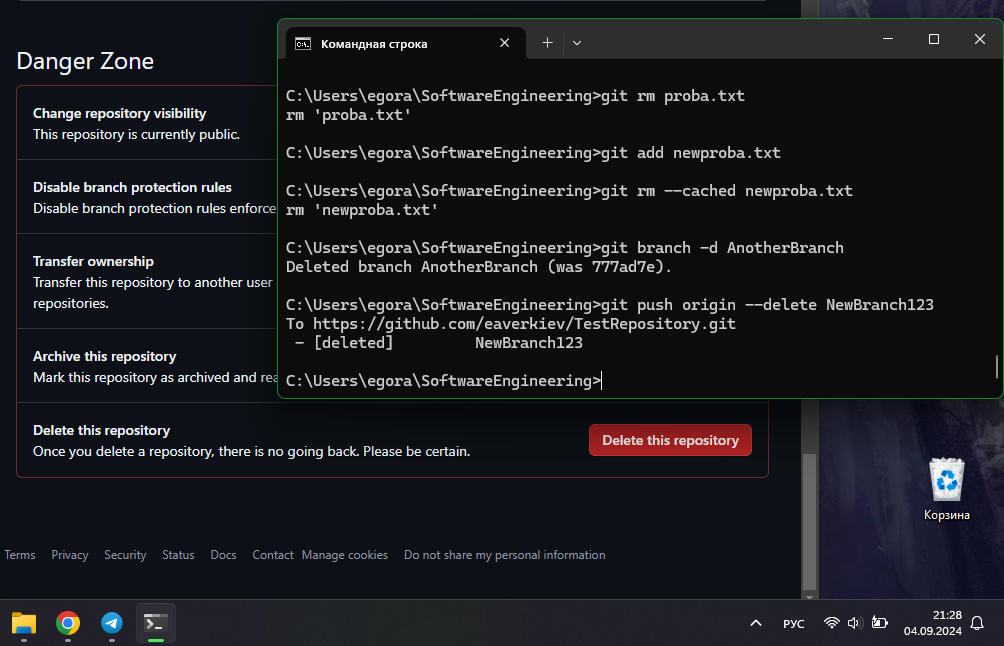 Danger Zone
Change repository visibility
This repository is currently public.
Disable branch protection rules
Disable branch protection rules enforce
Transfer ownership
Transfer this repository to another user
repositories.
Archive this repository
Mark this repository as archived and rea
Delete this repository
Once you delete a repository, there is no going back. Please be certain.
Delete this repository
Terms Privacy Security Status Docs Contact Manage cookies Do not share my personal information
Командная строка
C:\Users\egora\SoftwareEngineering>git rm proba.txt
rm 'proba.txt'
C:\Users\egora\SoftwareEngineering>git add newproba.txt
C:\Users\egora\SoftwareEngineering>git rm --cached newproba.txt
rm 'newproba.txt'
C:\Users\egora\SoftwareEngineering>git branch -d AnotherBranch
Deleted branch AnotherBranch (was 777ad7e).
C:\Users\egora\SoftwareEngineering>git push origin --delete NewBranch123
To https://github.com/eaverkiev/TestRepository.git
 - [deleted]         NewBranch123
C:\Users\egora\SoftwareEngineering>
Корзина
РУС
21:28
04.09.2024